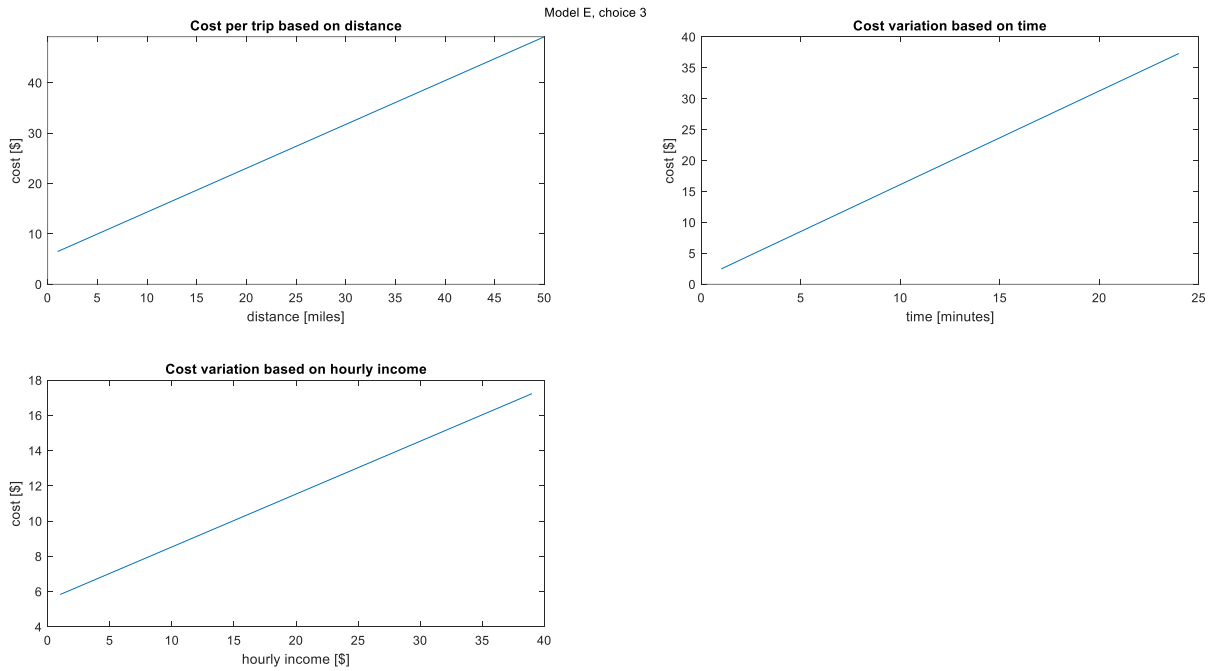 Model E, choice 3
Cost per trip based on distance
cost [$]
40
30
20
10
0
0 5 10 15 20 25 30 35 40 45 50
distance [miles]
Cost variation based on time
cost [$]
40
35
30
25
20
15
10
5
0
0 5 10 15 20 25
time [minutes]
Cost variation based on hourly income
cost [$]
18
16
14
12
10
8
6
4
0 5 10 15 20 25 30 35 40
hourly income [$]